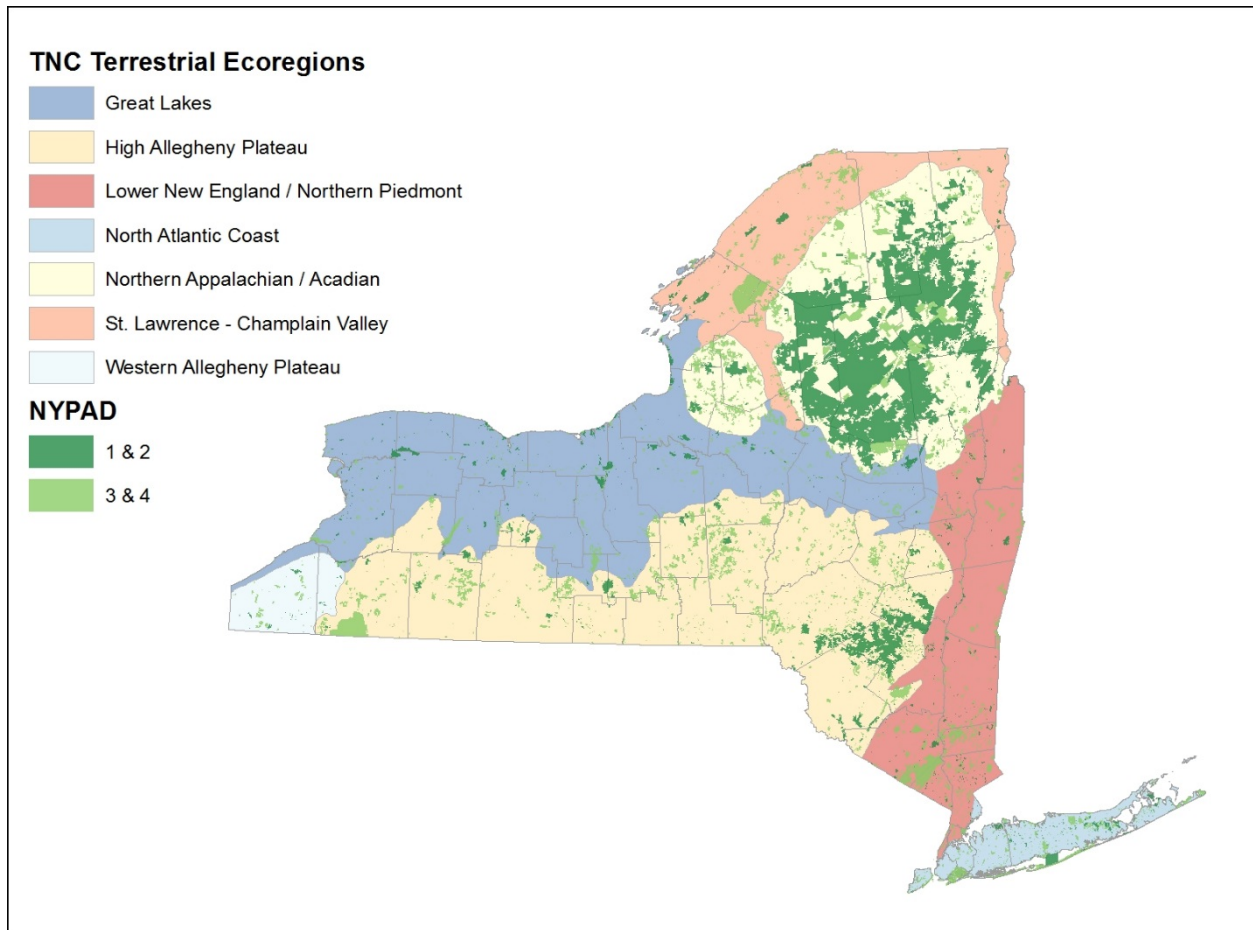 TNC Terrestrial Ecoregions
Great Lakes
High Allegheny Plateau
Lower New England / Northern Piedmont
North Atlantic Coast
Northern Appalachian / Acadian
St. Lawrence - Champlain Valley
Western Allegheny Plateau
NYPAD
1 & 2
3 & 4